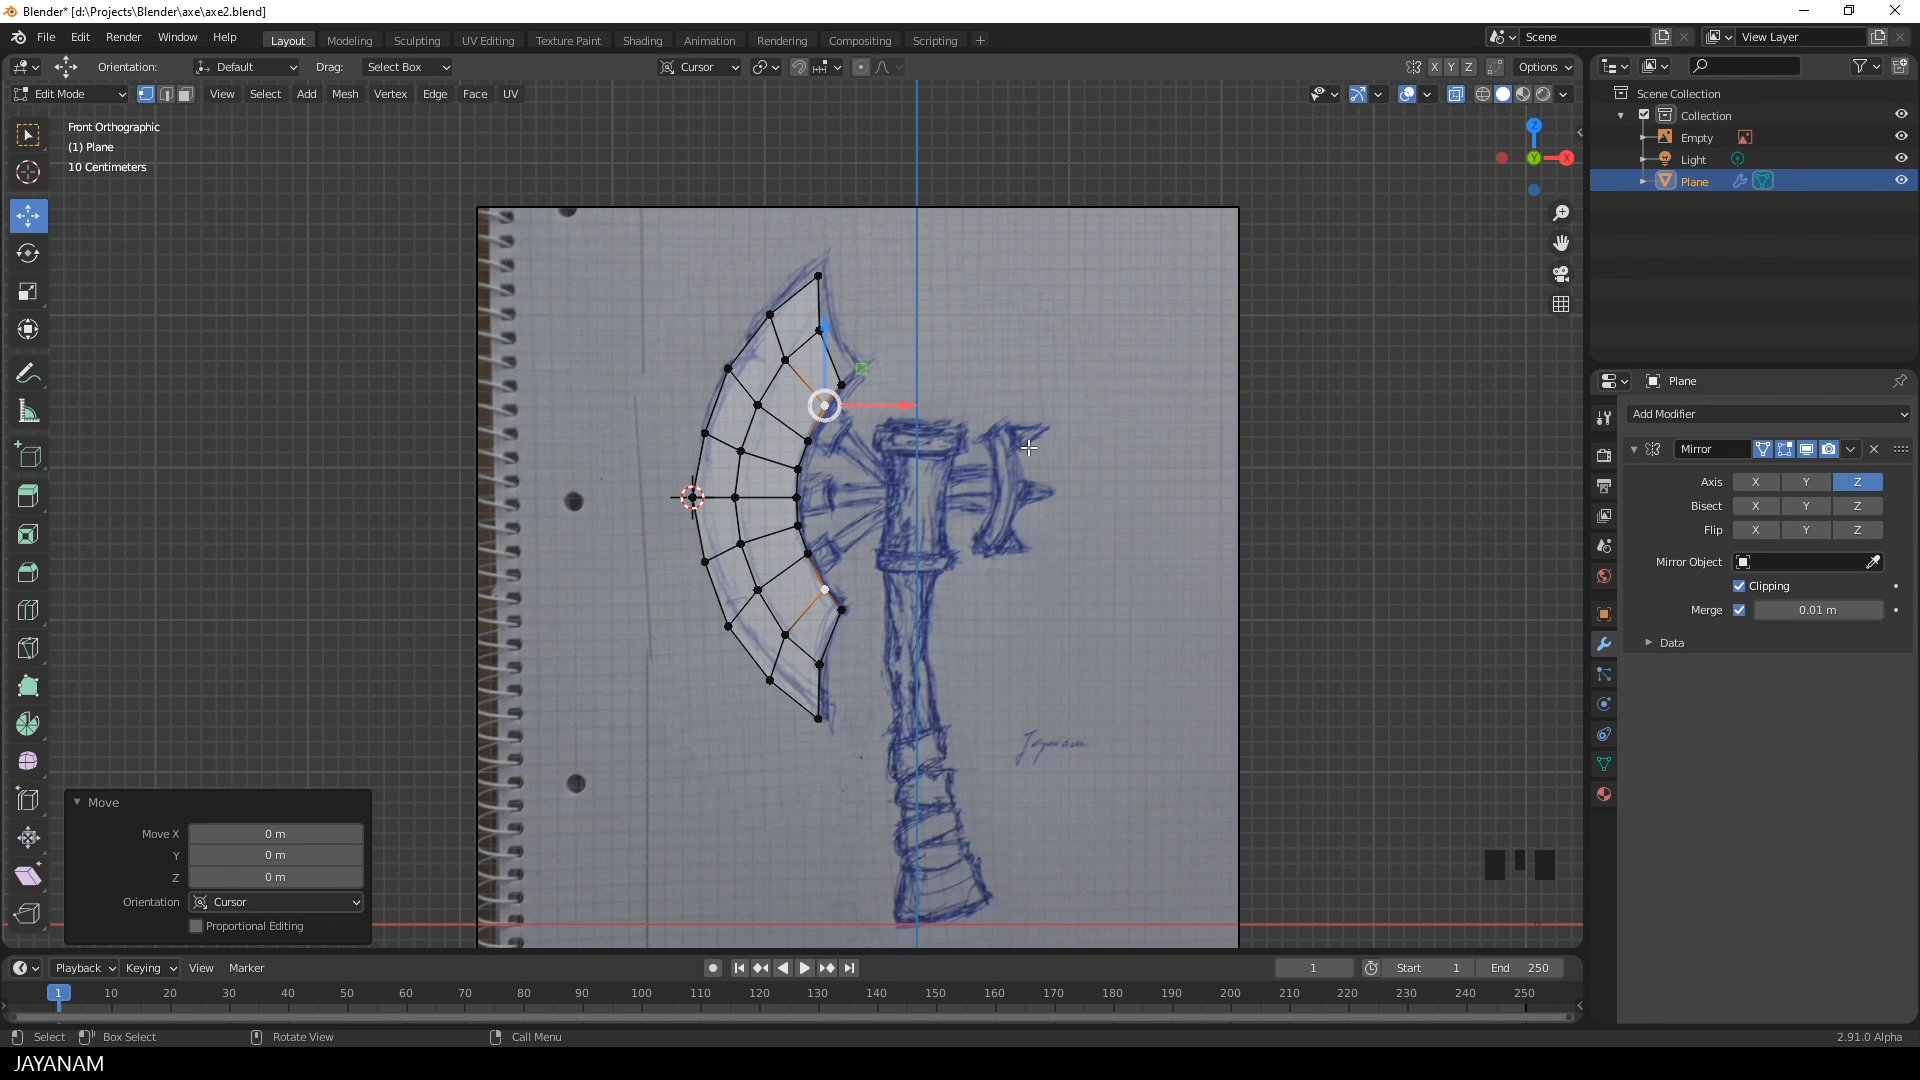 Blender* [d:\Projects\Blender\axe\axe2.blend]
File Edit Render Window Help
Layout Modeling Sculpting UV Editing Texture Paint Shading Animation Rendering Compositing Scripting +
Scene
View Layer
Orientation: Default Drag: Select Box
Cursor
X Y Z Options
Edit Mode View Select Add Mesh Vertex Edge Face UV
Front Orthographic
(1) Plane
10 Centimeters
Z
Y
X
Scene Collection
Collection
Empty
Light
Plane
Plane
Add Modifier
Mirror
Axis X Y Z
Bisect X Y Z
Flip X Y Z
Mirror Object
Clipping
Merge 0.01 m
Data
Jayanam
Move
Move X 0 m
Y 0 m
Z 0 m
Orientation Cursor
Proportional Editing
Playback Keying View Marker
1 Start 1 End 250
1 10 20 30 40 50 60 70 80 90 100 110 120 130 140 150 160 170 180 190 200 210 220 230 240 250
Select Box Select Rotate View Call Menu 2.91.0 Alpha
JAYANAM